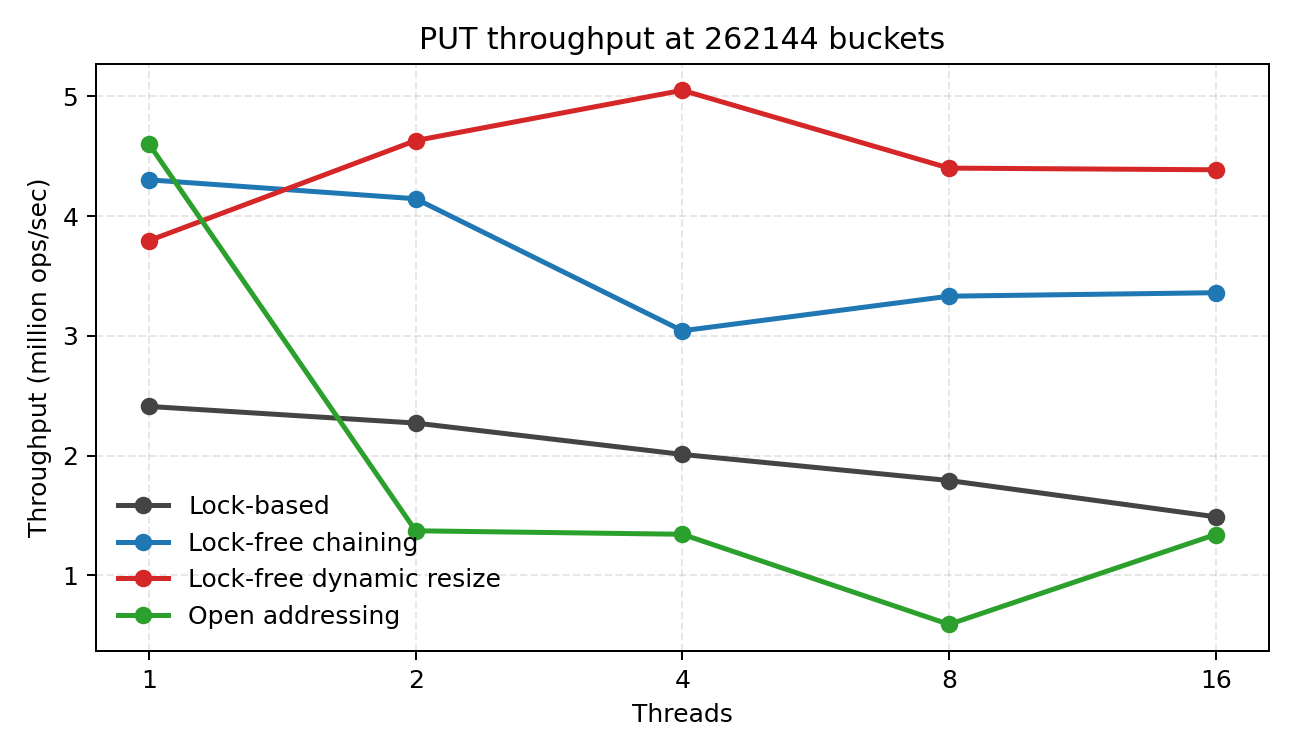 PUT throughput at 262144 buckets
Throughput (million ops/sec)
5
4
3
2
1
Lock-based
Lock-free chaining
Lock-free dynamic resize
Open addressing
1 2 4 8 16
Threads